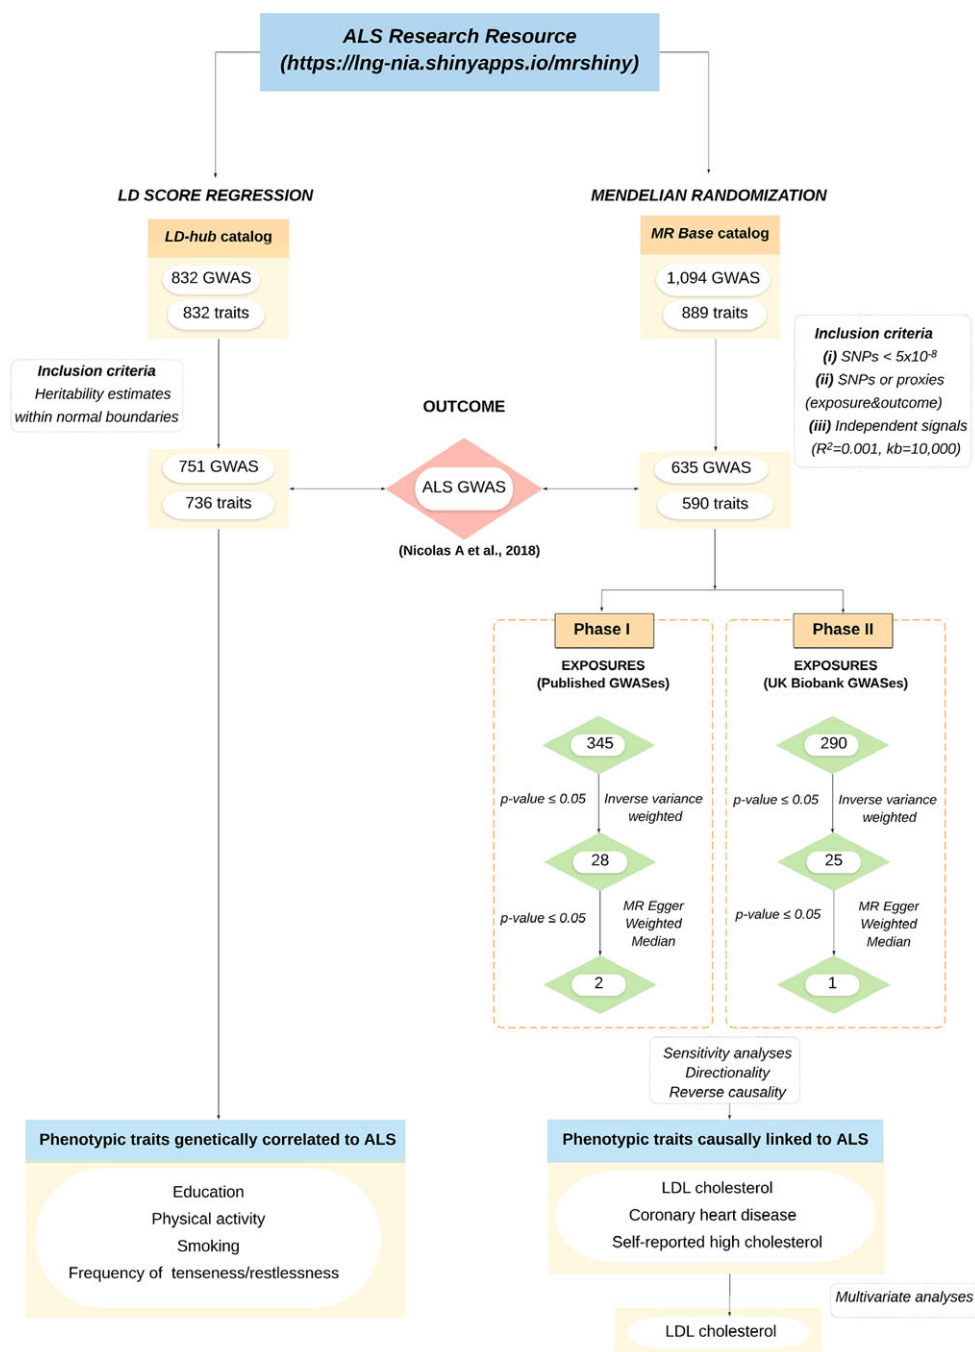 ALS Research Resource
(https://lng-nia.shinyapps.io/mrshiny)
LD SCORE REGRESSION
LD-hub catalog
832 GWAS
832 traits
Inclusion criteria
Heritability estimates
within normal boundaries
751 GWAS
736 traits
OUTCOME
ALS GWAS
(Nicolas A et al., 2018)
MENDELIAN RANDOMIZATION
MR Base catalog
1,094 GWAS
889 traits
Inclusion criteria
(i) SNPs < 5x10⁻⁸
(ii) SNPs or proxies
(exposure&outcome)
(iii) Independent signals
(R²=0.001, kb=10,000)
635 GWAS
590 traits
Phase I
EXPOSURES
(Published GWASes)
345
p-value ≤ 0.05
Inverse variance
weighted
28
p-value ≤ 0.05
MR Egger
Weighted
Median
2
Phase II
EXPOSURES
(UK Biobank GWASes)
290
p-value ≤ 0.05
Inverse variance
weighted
25
p-value ≤ 0.05
MR Egger
Weighted
Median
1
Sensitivity analyses
Directionality
Reverse causality
Phenotypic traits genetically correlated to ALS
Education
Physical activity
Smoking
Frequency of tenseness/restlessness
Phenotypic traits causally linked to ALS
LDL cholesterol
Coronary heart disease
Self-reported high cholesterol
Multivariate analyses
LDL cholesterol